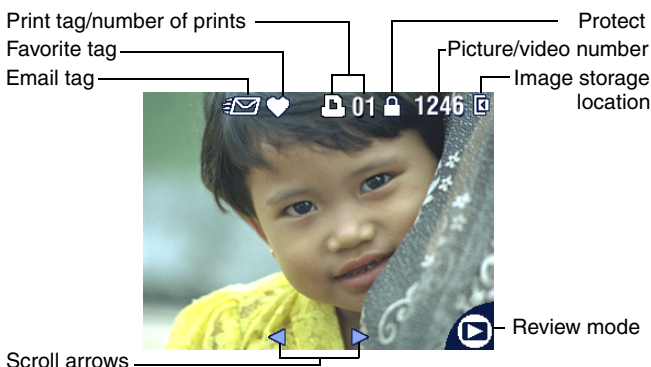 Print tag/number of prints
Protect
Favorite tag
Picture/video number
Email tag
Image storage
location
01
1246
Review mode
Scroll arrows